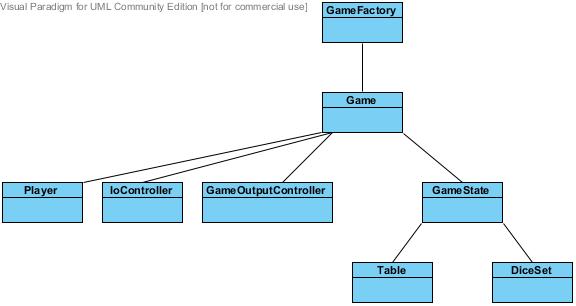 Visual Paradigm for UML Community Edition [not for commercial use]
GameFactory
Game
Player
IoController
GameOutputController
GameState
Table
DiceSet